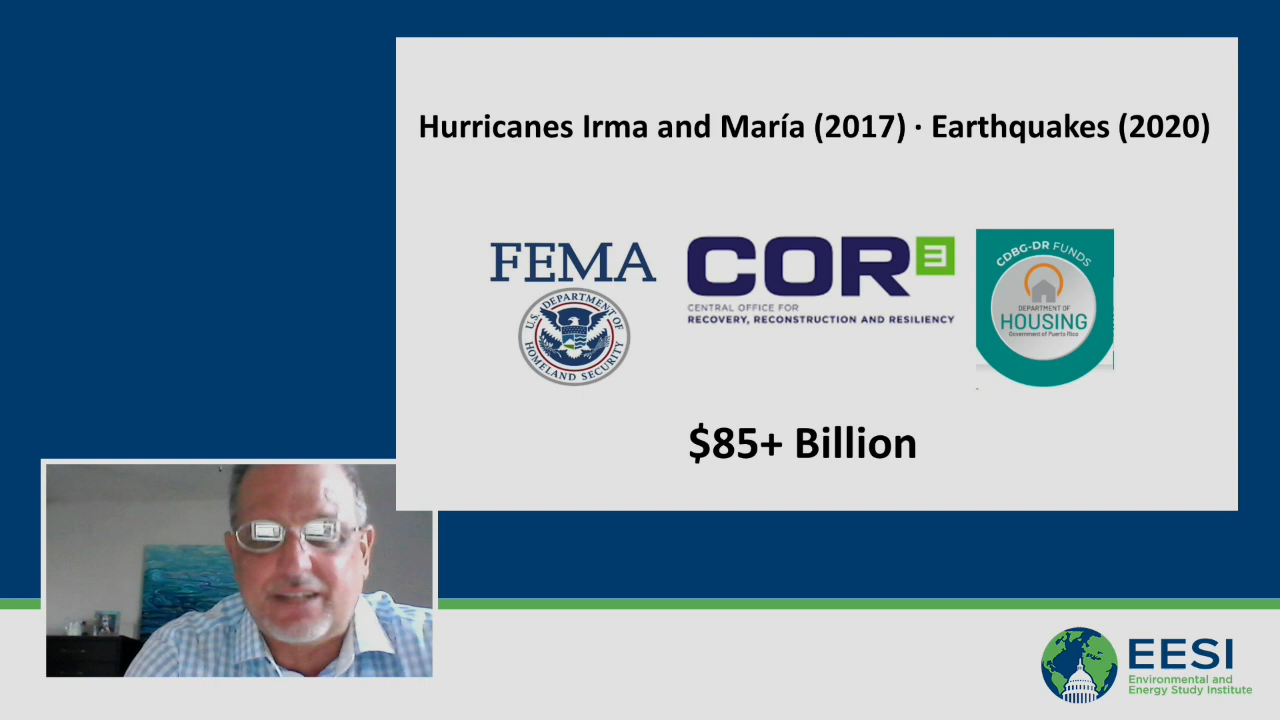 Hurricanes Irma and María (2017) · Earthquakes (2020)
FEMA
U.S. DEPARTMENT OF
HOMELAND SECURITY
COR3
CENTRAL OFFICE FOR
RECOVERY, RECONSTRUCTION AND RESILIENCY
CDBG-DR FUNDS
DEPARTMENT OF
HOUSING
Government of Puerto Rico
$85+ Billion
EESI
Environmental and
Energy Study Institute